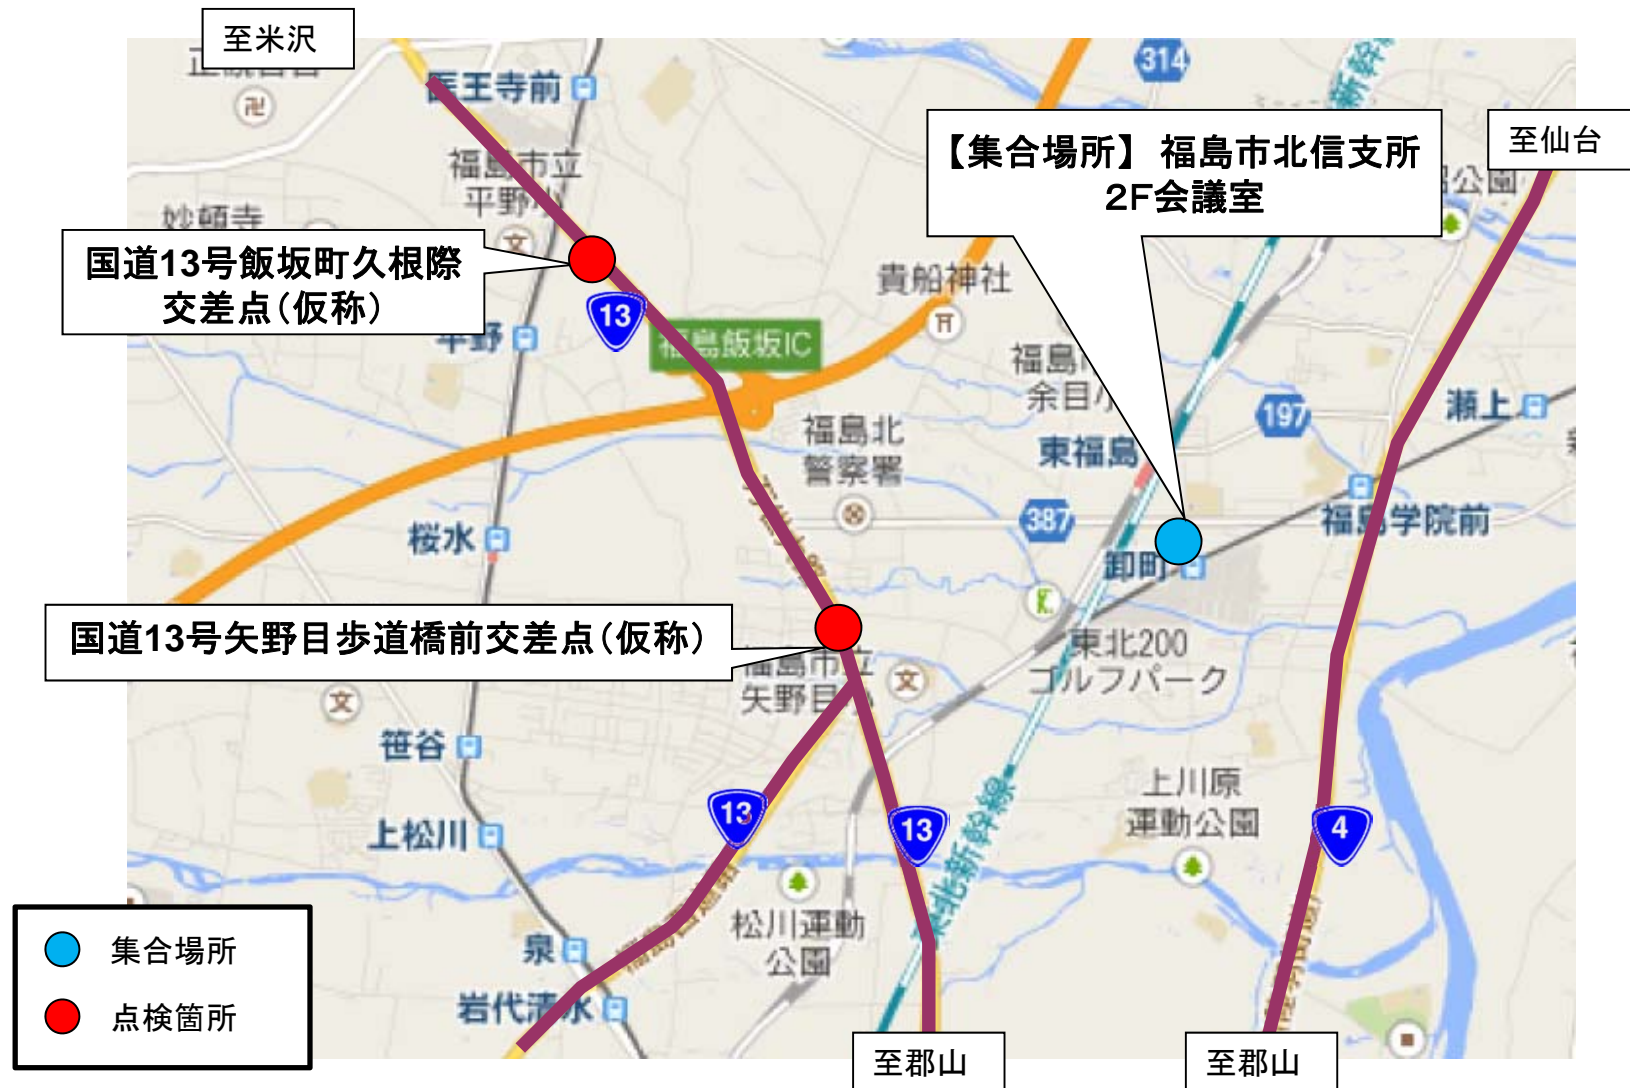 至米沢
医王寺前
314
至仙台
【集合場所】 福島市北信支所
2F会議室
福島市立
平野小
妙頼寺
国道13号飯坂町久根際
交差点（仮称）
13
平野
福島飯坂IC
貴船神社
余目小
197
瀬上
福島北
警察署
東福島
387
福島学院前
桜水
卸町
国道13号矢野目歩道橋前交差点（仮称）
福島市立
矢野目小
東北200
ゴルフパーク
笹谷
上川原
運動公園
13
13
4
上松川
東北新幹線
松川運動
公園
泉
岩代清水
集合場所
点検箇所
至郡山
至郡山